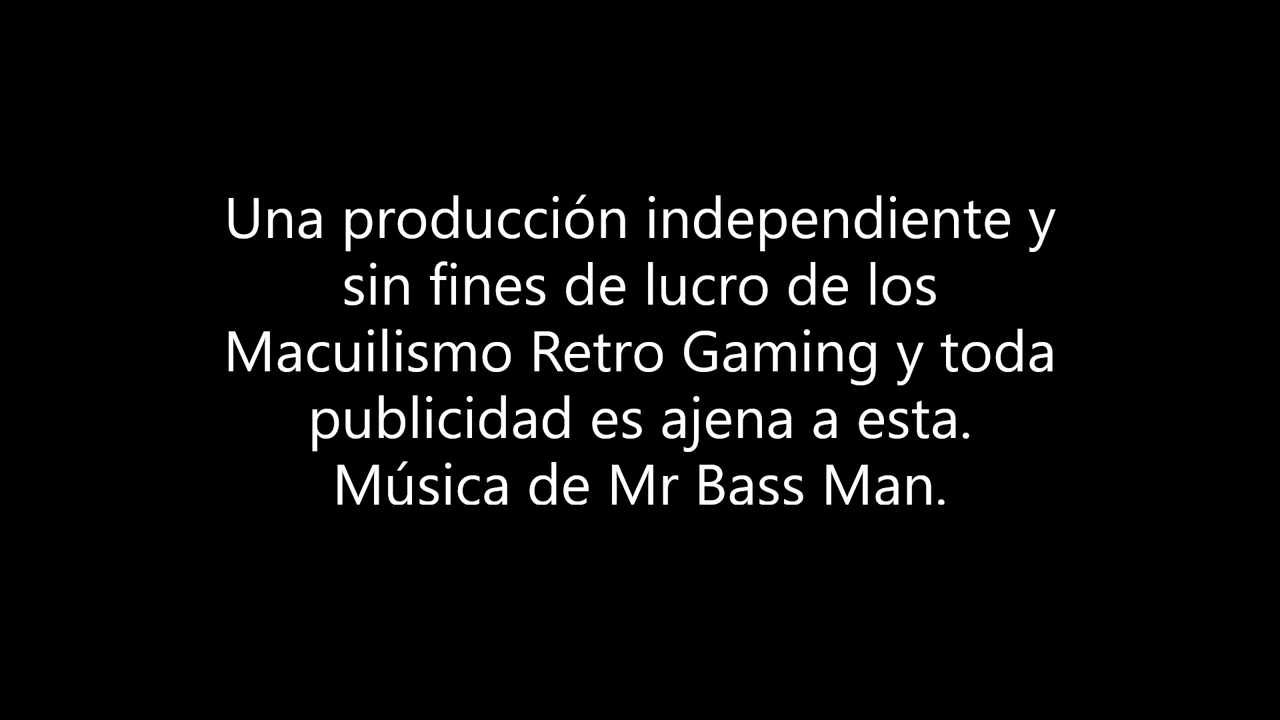 Una producción independiente y
sin fines de lucro de los
Macuilismo Retro Gaming y toda
publicidad es ajena a esta.
Música de Mr Bass Man.